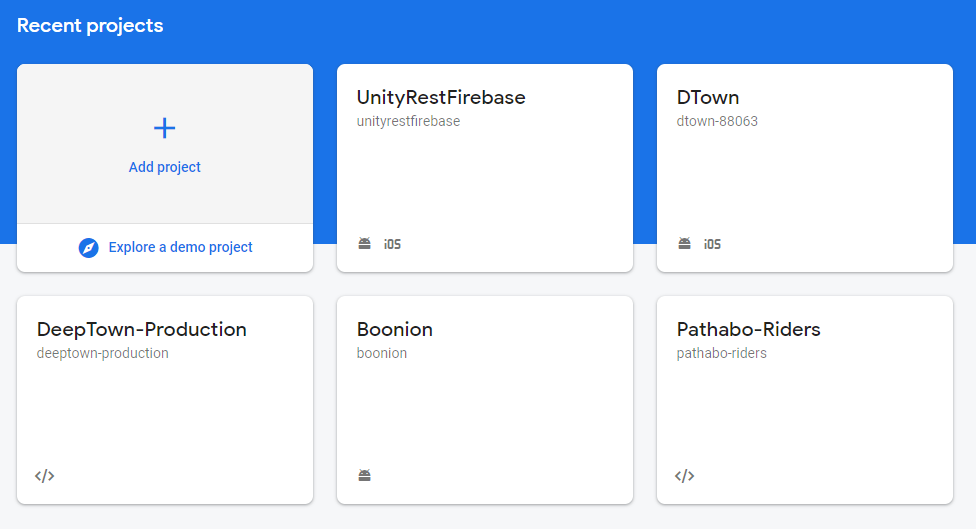 Recent projects
Add project
Explore a demo project
UnityRestFirebase
unityrestfirebase
iOS
DTown
dtown-88063
iOS
DeepTown-Production
deeptown-production
</>
Boonion
boonion
Pathabo-Riders
pathabo-riders
</>